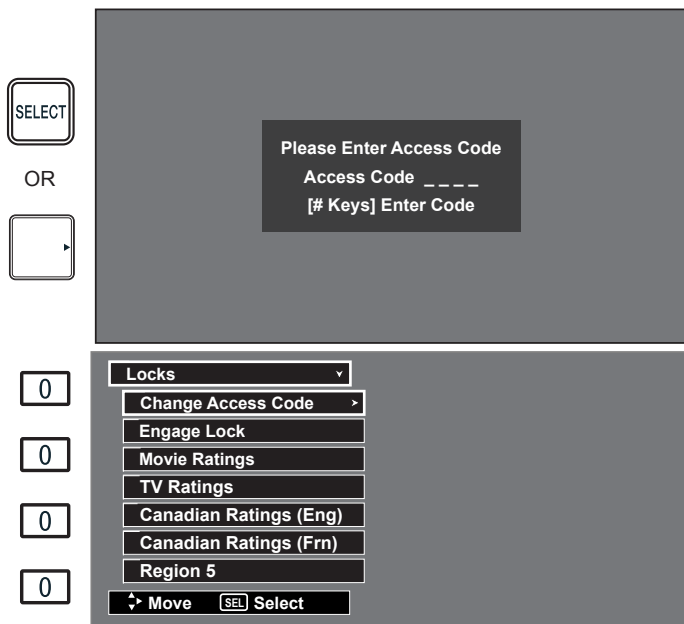 SELECT
OR
Please Enter Access Code
Access Code _ _ _ _
[# Keys] Enter Code
0
0
0
0
Locks
Change Access Code
Engage Lock
Movie Ratings
TV Ratings
Canadian Ratings (Eng)
Canadian Ratings (Frn)
Region 5
Move SEL Select